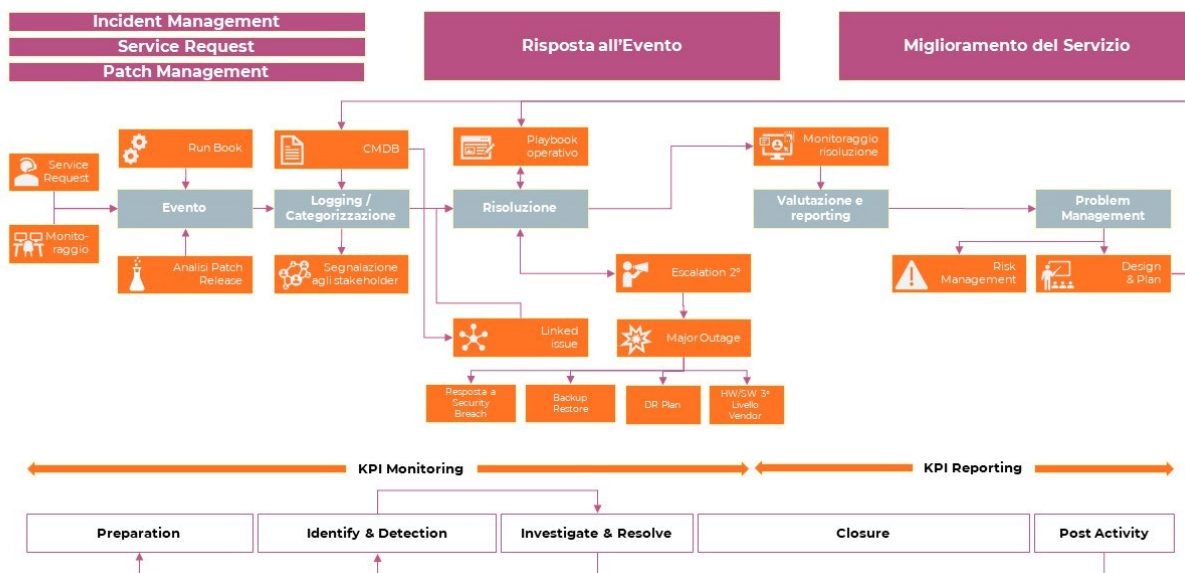 Incident Management
Service Request
Patch Management
Risposta all'Evento
Miglioramento del Servizio
Service
Request
Monito-
raggio
Run Book
Evento
Analisi Patch
Release
CMDB
Logging /
Categorizzazione
Segnalazione
agli stakeholder
Playbook
operativo
Risoluzione
Linked
issue
Escalation 2°
Major Outage
Resposta a
Security
Breach
Backup
Restore
DR Plan
HW/SW 3°
Livello
Vendor
Monitoraggio
risoluzione
Valutazione e
reporting
Problem
Management
Risk
Management
Design
& Plan
KPI Monitoring
KPI Reporting
Preparation
Identify & Detection
Investigate & Resolve
Closure
Post Activity